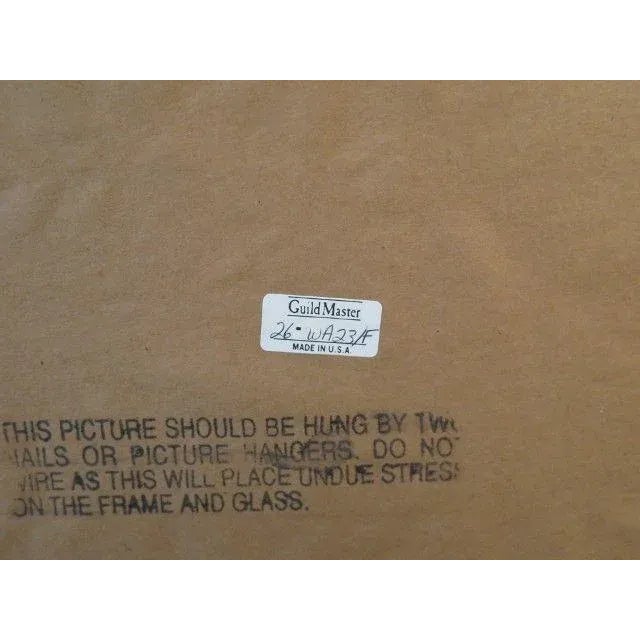 Guild Master
26-WA23/F
MADE IN U.S.A.
THIS PICTURE SHOULD BE HUNG BY TWO
NAILS OR PICTURE HANGERS. DO NOT
WIRE AS THIS WILL PLACE UNDUE STRESS
ON THE FRAME AND GLASS.